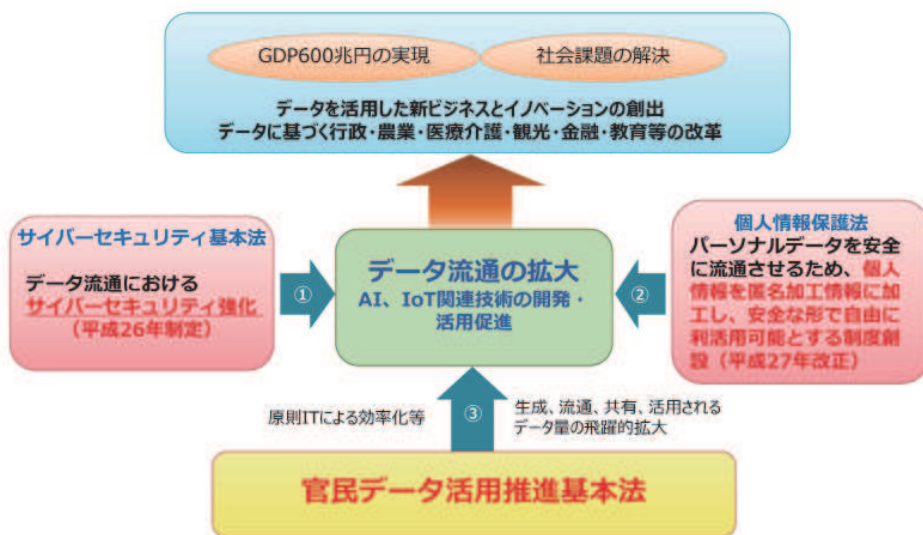 GDP600兆円の実現
社会課題の解決
データを活用した新ビジネスとイノベーションの創出
データに基づく行政・農業・医療介護・観光・金融・教育等の改革
サイバーセキュリティ基本法
データ流通における
サイバーセキュリティ強化
（平成26年制定）
①
データ流通の拡大
AI、IoT関連技術の開発・
活用促進
②
個人情報保護法
パーソナルデータを安全
に流通させるため、個人
情報を匿名加工情報に加
工し、安全な形で自由に
利活用可能とする制度創
設（平成27年改正）
原則ITによる効率化等
③
生成、流通、共有、活用される
データ量の飛躍的拡大
官民データ活用推進基本法